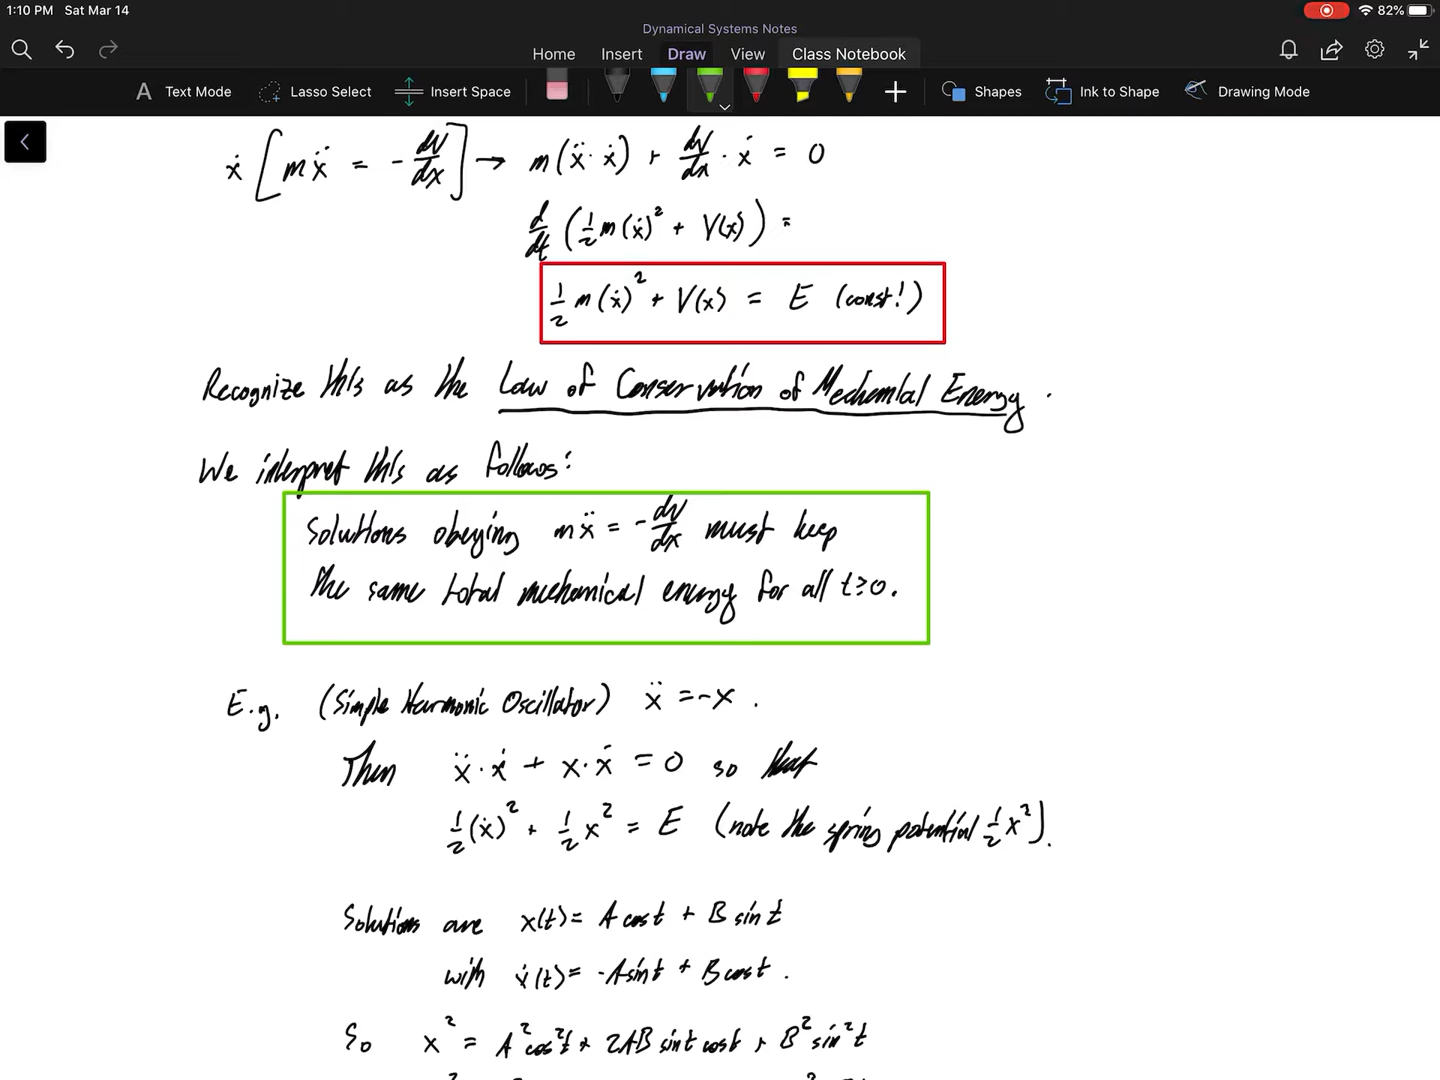 1:10 PM Sat Mar 14
82%
Dynamical Systems Notes
Home Insert Draw View Class Notebook
Text Mode Lasso Select Insert Space Shapes Ink to Shape Drawing Mode
ẋ [mẍ = -dV/dx] → m(ẍ·ẋ) + dV/dx · ẋ = 0
d/dt (½m(ẋ)² + V(x)) =
½m(ẋ)² + V(x) = E (const!)
Recognize this as the Law of Conservation of Mechanical Energy.
We interpret this as follows:
Solutions obeying mẍ = -dV/dx must keep
the same total mechanical energy for all t≥0.
E.g. (Simple Harmonic Oscillator) ẍ = -x.
Then ẍ·ẋ + x·ẋ = 0 so that
½(ẋ)² + ½x² = E (note the spring potential ½x²).
Solutions are x(t) = A cos t + B sin t
with ẋ(t) = -A sin t + B cos t.
So x² = A² cos² t + 2AB sin t cos t + B² sin² t